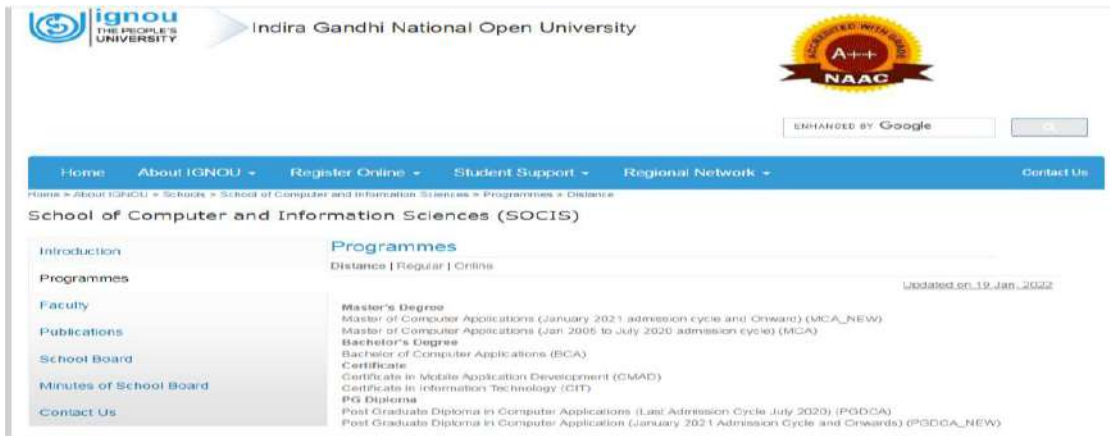 ignou
THE PEOPLE'S
UNIVERSITY
Indira Gandhi National Open University
ACCREDITED WITH GRADE
A++
NAAC
ENHANCED BY Google
Home About IGNOU Register Online Student Support Regional Network Contact Us
Home > About IGNOU > Schools > School of Computer and Information Sciences > Programmes > Distance
School of Computer and Information Sciences (SOCIS)
Introduction
Programmes
Faculty
Publications
School Board
Minutes of School Board
Contact Us
Programmes
Distance | Regular | Online
Updated on 19 Jan, 2022
Master's Degree
Master of Computer Applications (January 2021 admission cycle and Onward) (MCA_NEW)
Master of Computer Applications (Jan 2005 to July 2020 admission cycle) (MCA)
Bachelor's Degree
Bachelor of Computer Applications (BCA)
Certificate
Certificate in Mobile Application Development (CMAD)
Certificate in Information Technology (CIT)
PG Diploma
Post Graduate Diploma in Computer Applications (Last Admission Cycle July 2020) (PGDCA)
Post Graduate Diploma in Computer Application (January 2021 Admission Cycle and Onwards) (PGDCA_NEW)